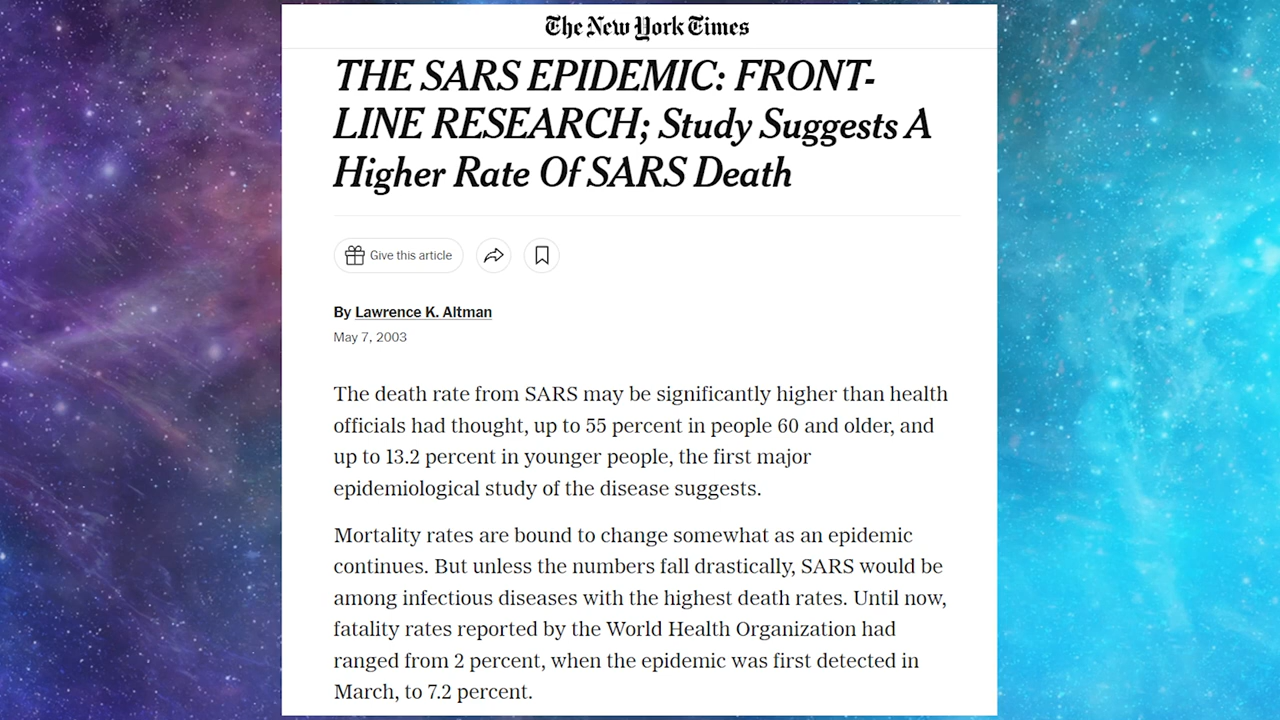 The New York Times
THE SARS EPIDEMIC: FRONT-
LINE RESEARCH; Study Suggests A
Higher Rate Of SARS Death
Give this article
By Lawrence K. Altman
May 7, 2003
The death rate from SARS may be significantly higher than health
officials had thought, up to 55 percent in people 60 and older, and
up to 13.2 percent in younger people, the first major
epidemiological study of the disease suggests.
Mortality rates are bound to change somewhat as an epidemic
continues. But unless the numbers fall drastically, SARS would be
among infectious diseases with the highest death rates. Until now,
fatality rates reported by the World Health Organization had
ranged from 2 percent, when the epidemic was first detected in
March, to 7.2 percent.